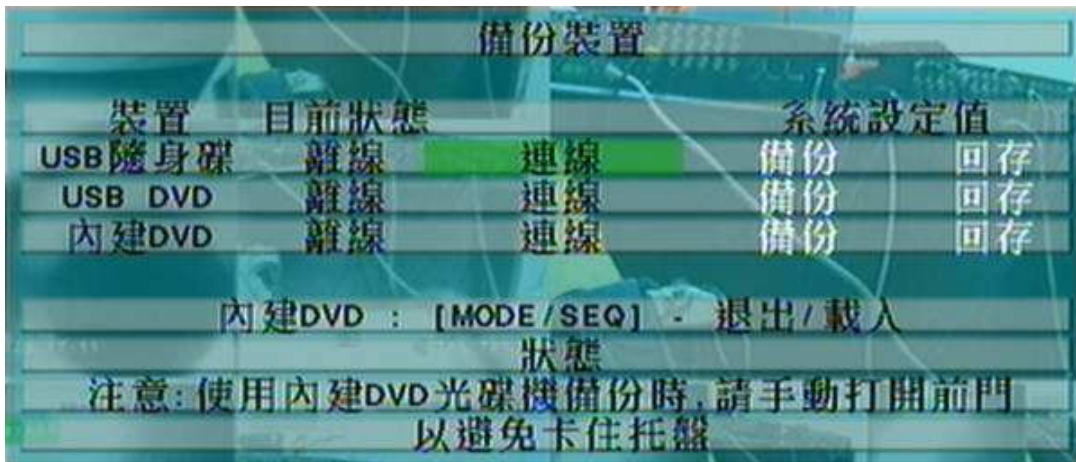 備份裝置
裝置 目前狀態 系統設定值
USB隨身碟 離線 連線 備份 回存
USB DVD 離線 連線 備份 回存
內建DVD 離線 連線 備份 回存
內建DVD : [MODE/SEQ] - 退出/載入
狀態
注意:使用內建DVD光碟機備份時,請手動打開前門
以避免卡住托盤